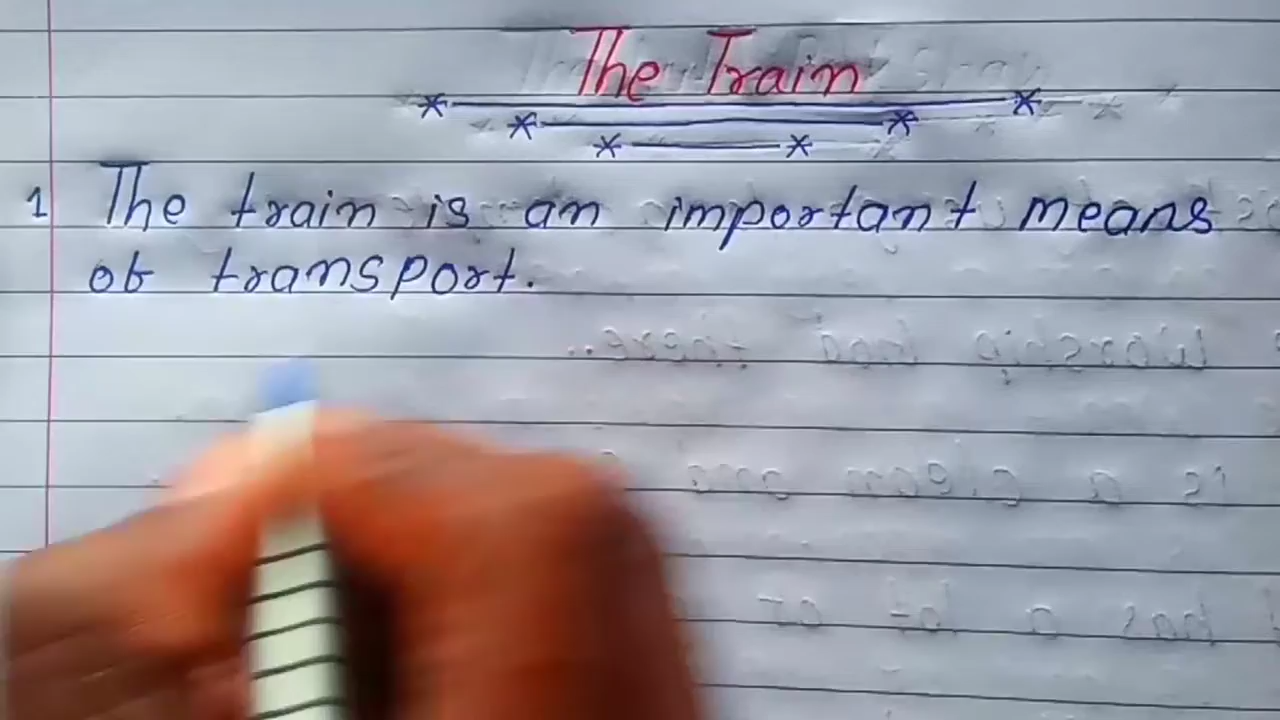 The Train
1 The train is an important means
of transport.